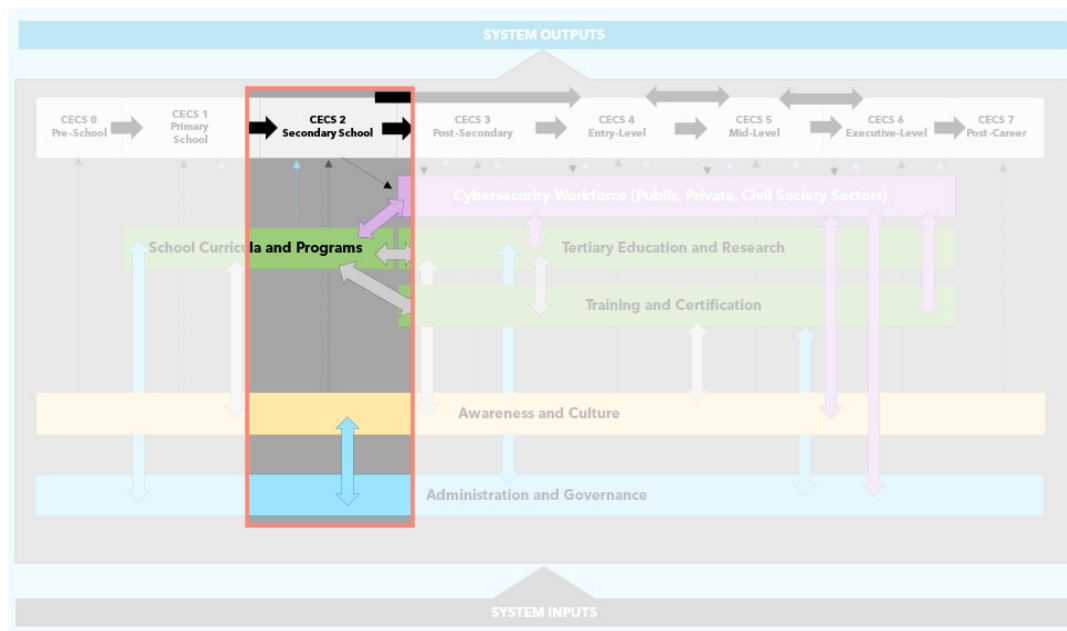 SYSTEM OUTPUTS
CECS 0
Pre-School
CECS 1
Primary
School
CECS 2
Secondary School
CECS 3
Post-Secondary
CECS 4
Entry-Level
CECS 5
Mid-Level
CECS 6
Executive-Level
CECS 7
Post-Career
Cybersecurity Workforce (Public, Private, Civil Society Sectors)
School Curricula and Programs
Tertiary Education and Research
Training and Certification
Awareness and Culture
Administration and Governance
SYSTEM INPUTS